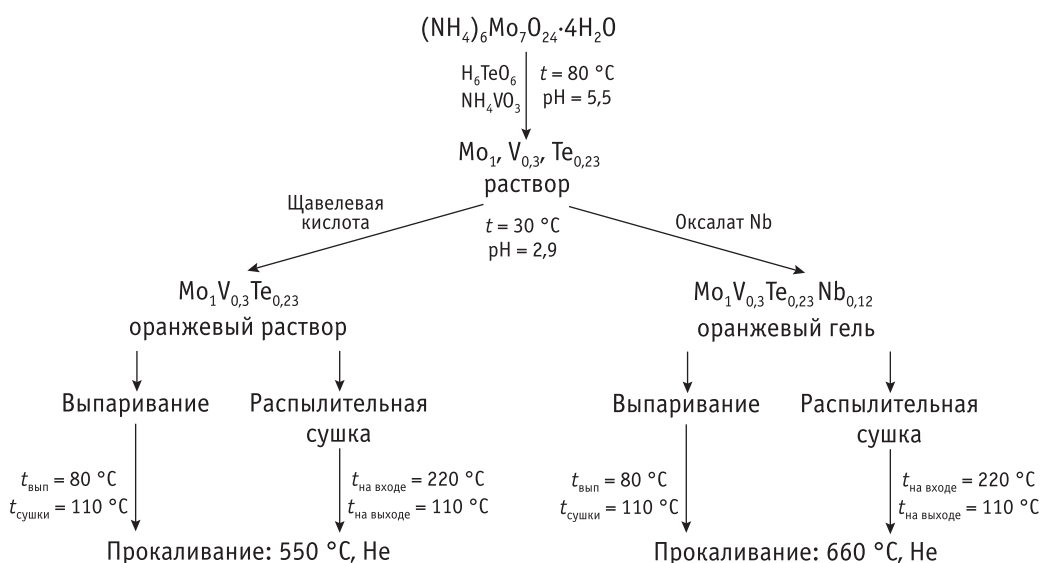 (NH₄)₆Mo₇O₂₄·4H₂O
H₆TeO₆ t = 80 °C
NH₄VO₃ pH = 5,5
Mo₁, V₀,₃, Te₀,₂₃
раствор
Щавелевая
кислота
t = 30 °C
pH = 2,9
Оксалат Nb
Mo₁V₀,₃Te₀,₂₃
оранжевый раствор
Mo₁V₀,₃Te₀,₂₃Nb₀,₁₂
оранжевый гель
Выпаривание
Распылительная
сушка
Выпаривание
Распылительная
сушка
tвып = 80 °C
tсушки = 110 °C
tна входе = 220 °C
tна выходе = 110 °C
tвып = 80 °C
tсушки = 110 °C
tна входе = 220 °C
tна выходе = 110 °C
Прокаливание: 550 °C, He
Прокаливание: 660 °C, He